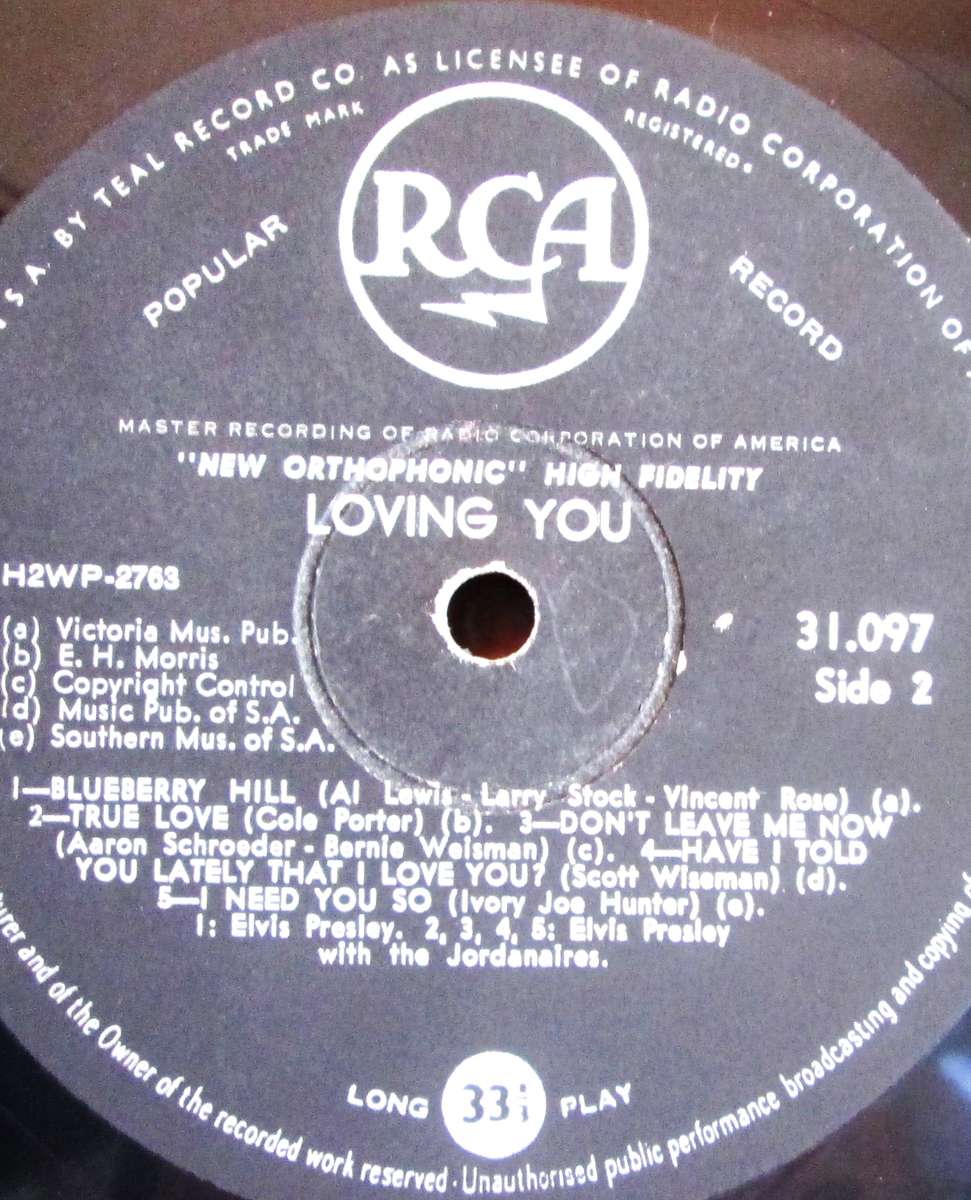 S.A. BY TEAL RECORD CO. AS LICENSEE OF RADIO CORPORATION OF
TRADE MARK REGISTERED.
RCA
POPULAR RECORD
MASTER RECORDING OF RADIO CORPORATION OF AMERICA
"NEW ORTHOPHONIC" HIGH FIDELITY
LOVING YOU
H2WP-2763
31.097
Side 2
(a) Victoria Mus. Pub.
(b) E. H. Morris
(c) Copyright Control
(d) Music Pub. of S.A.
(e) Southern Mus. of S.A.
1—BLUEBERRY HILL (Al Lewis - Larry Stock - Vincent Rose) (a).
2—TRUE LOVE (Cole Porter) (b). 3—DON'T LEAVE ME NOW
(Aaron Schroeder - Bernie Weisman) (c). 4—HAVE I TOLD
YOU LATELY THAT I LOVE YOU? (Scott Wiseman) (d).
5—I NEED YOU SO (Ivory Joe Hunter) (e).
1: Elvis Presley. 2, 3, 4, 5: Elvis Presley
with the Jordanaires.
LONG 33⅓ PLAY
and of the Owner of the recorded work reserved · Unauthorised public performance broadcasting and copying of